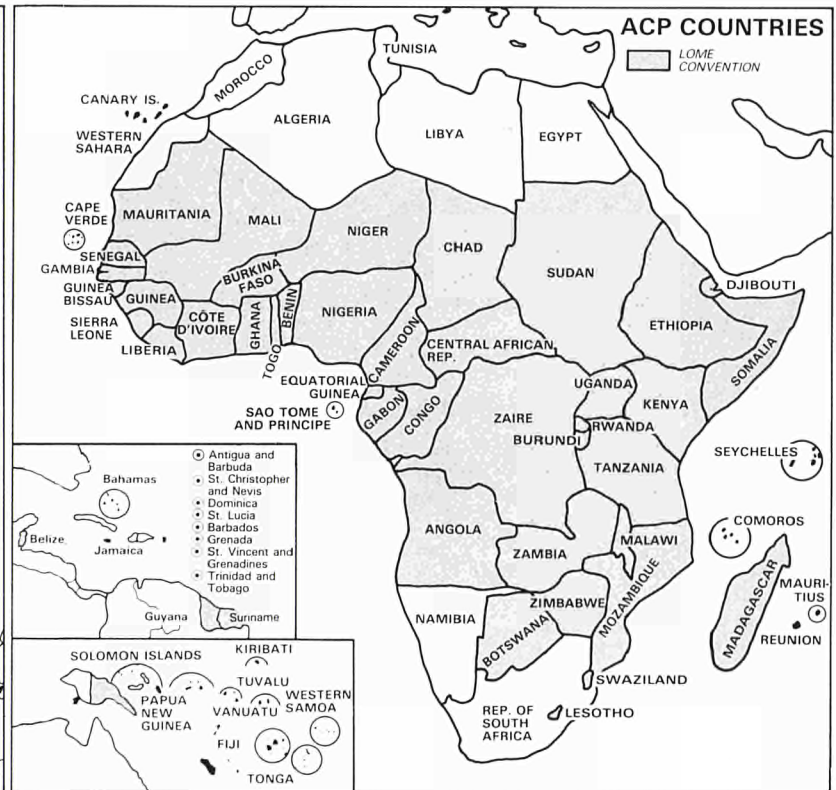 ACP COUNTRIES
LOME
CONVENTION
TUNISIA
MOROCCO
CANARY IS.
ALGERIA
LIBYA
EGYPT
WESTERN
SAHARA
CAPE
VERDE
MAURITANIA
MALI
NIGER
CHAD
SUDAN
SENEGAL
GAMBIA
GUINEA
BISSAU
GUINEA
BURKINA
FASO
DJIBOUTI
SIERRA
LEONE
LIBERIA
CÔTE
D'IVOIRE
GHANA
TOGO
BENIN
NIGERIA
CAMEROON
CENTRAL AFRICAN
REP.
ETHIOPIA
SOMALIA
EQUATORIAL
GUINEA
SAO TOME
AND PRINCIPE
GABON
CONGO
ZAIRE
UGANDA
KENYA
RWANDA
BURUNDI
TANZANIA
SEYCHELLES
COMOROS
ANGOLA
ZAMBIA
MALAWI
MOZAMBIQUE
MADAGASCAR
MAURI-
TIUS
REUNION
NAMIBIA
ZIMBABWE
BOTSWANA
SWAZILAND
LESOTHO
REP. OF
SOUTH
AFRICA
Bahamas
Belize
Jamaica
Guyana
Suriname
Antigua and
Barbuda
St. Christopher
and Nevis
Dominica
St. Lucia
Barbados
Grenada
St. Vincent and
Grenadines
Trinidad and
Tobago
SOLOMON ISLANDS
KIRIBATI
TUVALU
PAPUA
NEW
GUINEA
VANUATU
WESTERN
SAMOA
FIJI
TONGA